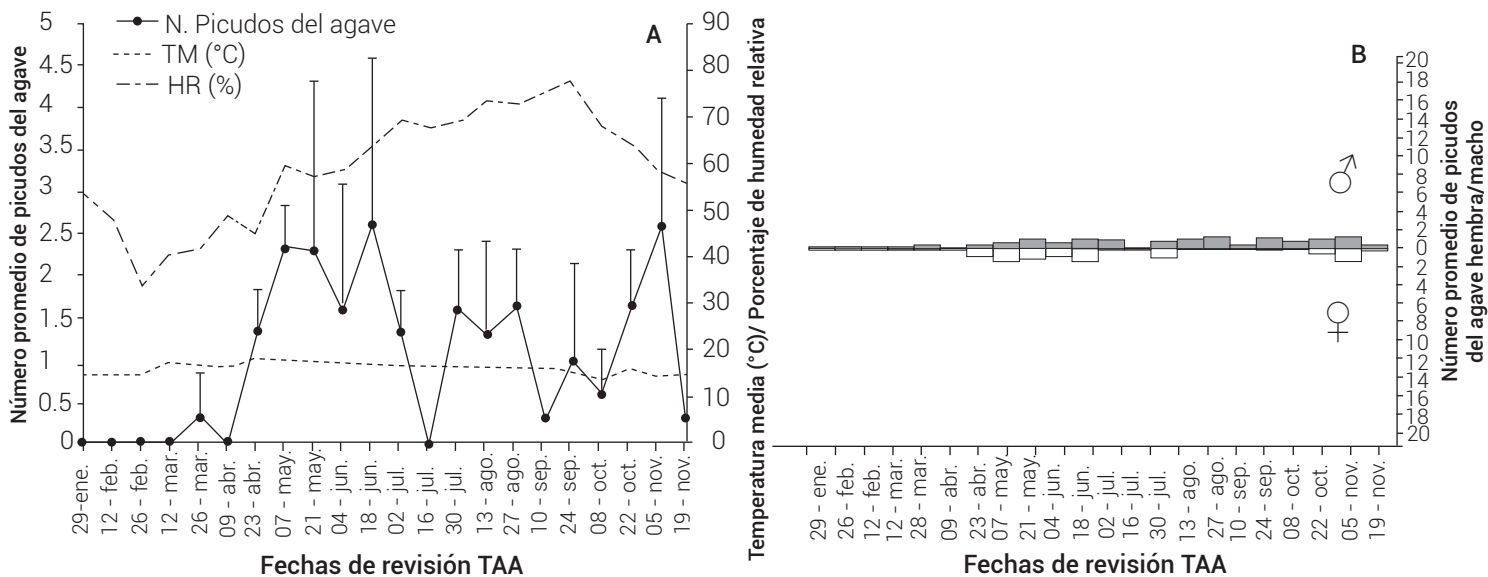 5
4.5
4
3.5
3
2.5
2
1.5
1
0.5
0
Número promedio de picudos del agave
N. Picudos del agave
TM (°C)
HR (%)
A
90
80
70
60
50
40
30
20
10
0
Temperatura media (°C)/ Porcentaje de humedad relativa
29-ene.
12 - feb.
26 - feb.
12 - mar.
26 - mar.
09 - abr.
23 - abr.
07 - may.
21 - may.
04 - jun.
18 - jun.
02 - jul.
16 - jul.
30 - jul.
13 - ago.
27 - ago.
10 - sep.
24 - sep.
08 - oct.
22 - oct.
05 - nov.
19 - nov.
Fechas de revisión TAA
B
20
18
16
14
12
10
8
6
4
2
0
2
4
6
8
10
12
14
16
18
20
♂
♀
Número promedio de picudos
del agave hembra/macho
29 - ene.
26 - feb.
12 - feb.
12 - mar.
28 - mar.
09 - abr.
23 - abr.
07 - may.
21 - may.
04 - jun.
18 - jun.
02 - jul.
16 - jul.
30 - jul.
13 - ago.
27 - ago.
10 - sep.
24 - sep.
08 - oct.
22 - oct.
05 - nov.
19 - nov.
Fechas de revisión TAA